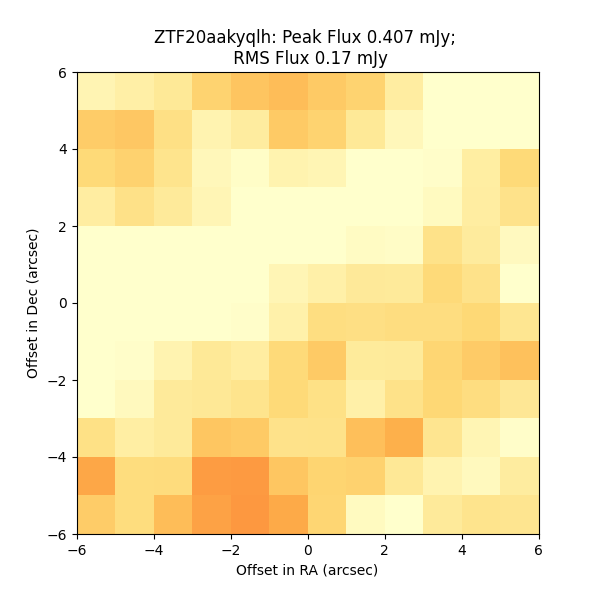 ZTF20aakyqlh: Peak Flux 0.407 mJy;
RMS Flux 0.17 mJy
6
4
2
0
−2
−4
−6
Offset in Dec (arcsec)
−6 −4 −2 0 2 4 6
Offset in RA (arcsec)